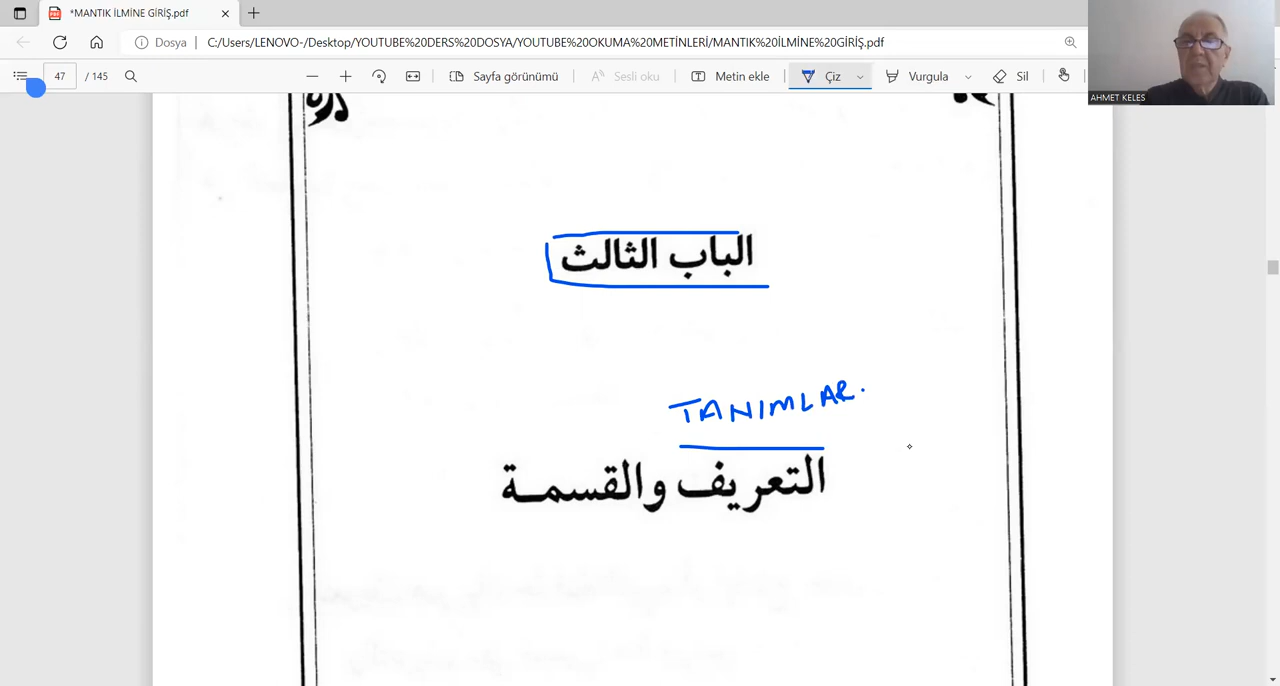 *MANTIK İLMİNE GİRİŞ.pdf
Dosya
C:/Users/LENOVO-/Desktop/YOUTUBE%20DERS%20DOSYA/YOUTUBE%20OKUMA%20METİNLERİ/MANTIK%20İLMİNE%20GİRİŞ.pdf
47 / 145
Sayfa görünümü
Sesli oku
Metin ekle
Çiz
Vurgula
Sil
AHMET KELES
الباب الثالث
TANIMLAR.
التعريف والقسمة